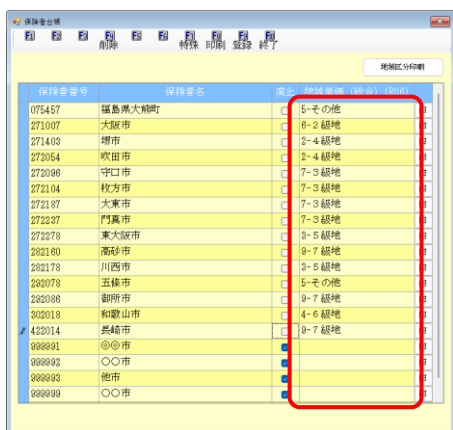 保険者台帳
F1 F2 F3 F4 F5 F6 F7 F8 F9
削除 特殊 印刷 登録 終了
地域区分印刷
保険者番号 保険者名 廃止 地域単価 (総合) (R06)
075457 福島県大熊町 5-その他
271007 大阪市 6-2級地
271403 堺市 2-4級地
272054 吹田市 2-4級地
272096 守口市 7-3級地
272104 枚方市 7-3級地
272187 大東市 7-3級地
272237 門真市 7-3級地
272278 東大阪市 3-5級地
282160 高砂市 9-7級地
282178 川西市 3-5級地
292078 五條市 5-その他
292086 御所市 9-7級地
302018 和歌山市 4-6級地
422014 長崎市 9-7級地
999991 ◎◎市
999992 〇〇市
999993 他市
999999 〇〇市